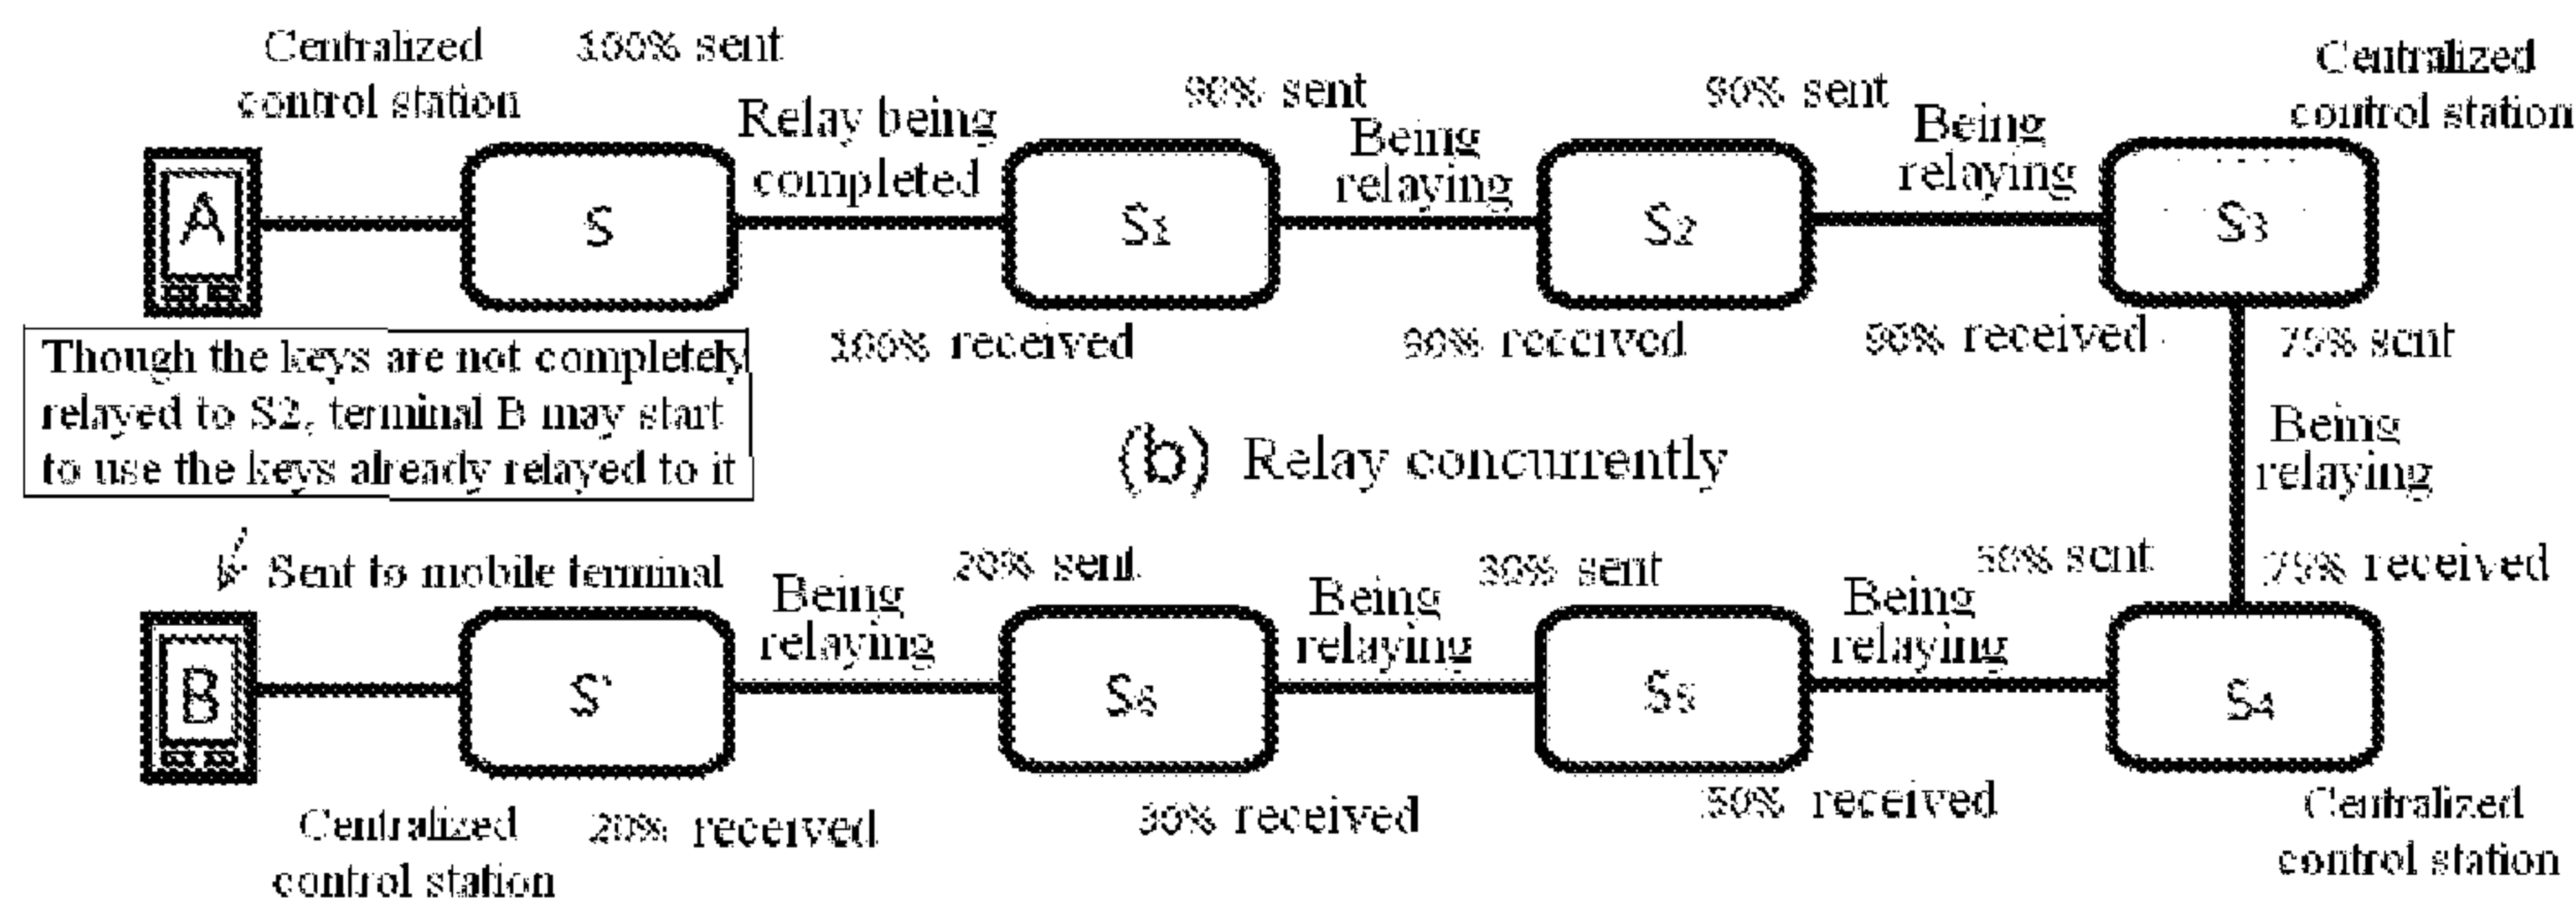 Centralized
control station
100% sent
Relay being
completed
90% sent
Being
relaying
90% sent
Being
relaying
Centralized
control station
A
S
S1
S2
S3
100% received
90% received
90% received
75% sent
Though the keys are not completely
relayed to S2, terminal B may start
to use the keys already relayed to it
(b) Relay concurrently
Being
relaying
Sent to mobile terminal
Being
relaying
20% sent
Being
relaying
30% sent
Being
relaying
50% sent
75% received
B
S'
S6
S5
S4
Centralized
control station
20% received
30% received
50% received
Centralized
control station